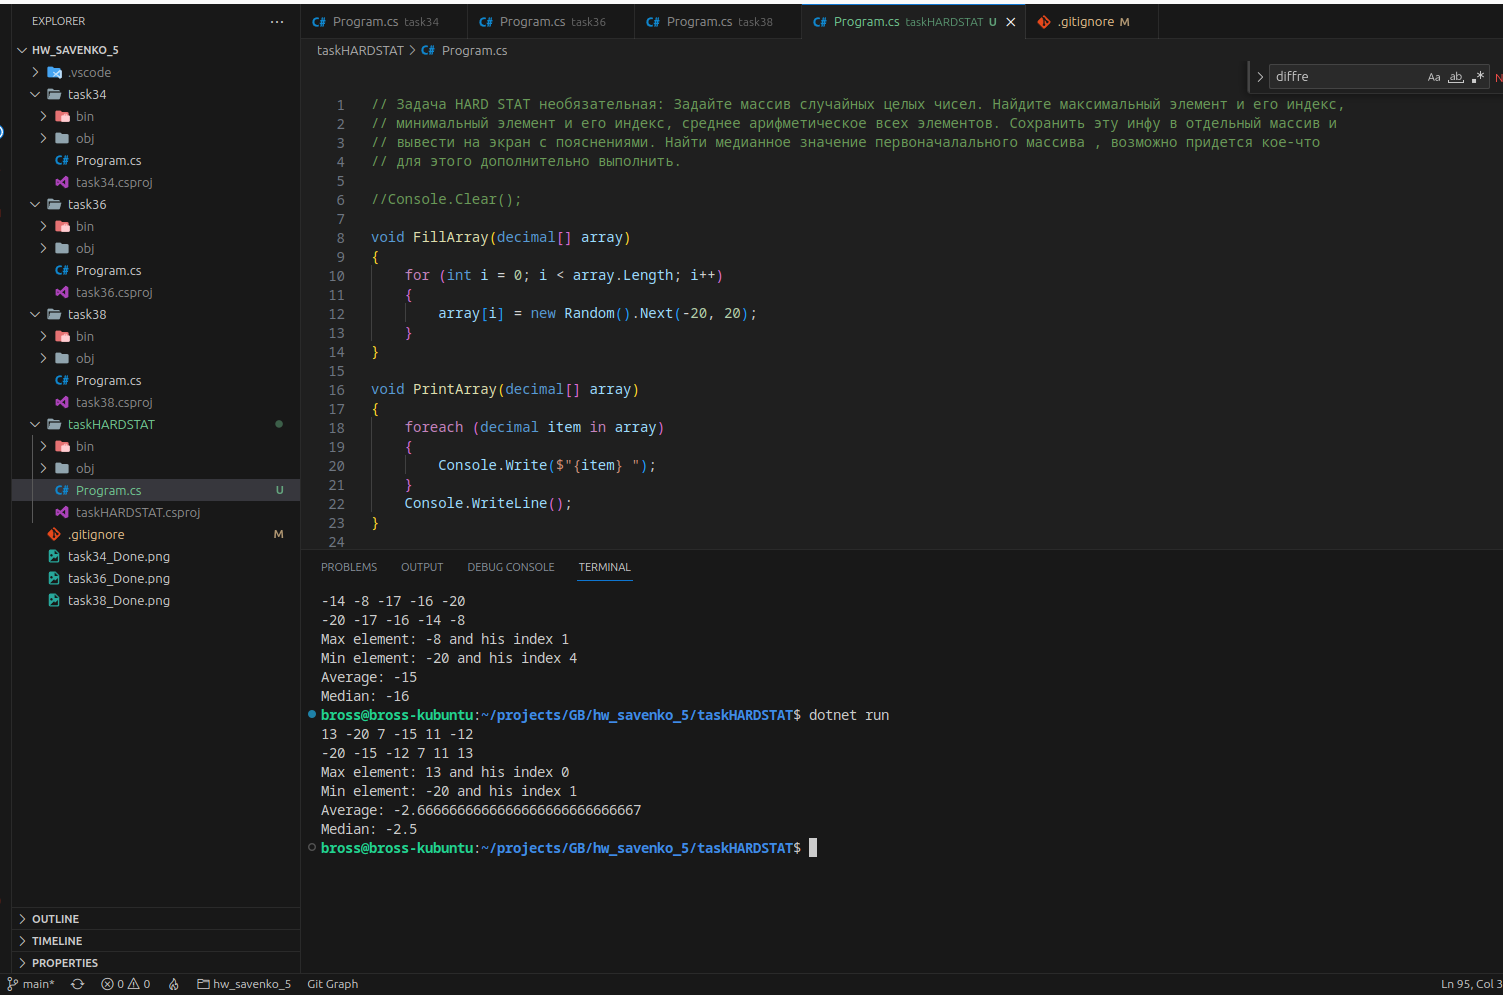 EXPLORER
HW_SAVENKO_5
.vscode
task34
bin
obj
C# Program.cs
task34.csproj
task36
bin
obj
C# Program.cs
task36.csproj
task38
bin
obj
C# Program.cs
task38.csproj
taskHARDSTAT
bin
obj
C# Program.cs U
taskHARDSTAT.csproj
.gitignore M
task34_Done.png
task36_Done.png
task38_Done.png
OUTLINE
TIMELINE
PROPERTIES
C# Program.cs task34
C# Program.cs task36
C# Program.cs task38
C# Program.cs taskHARDSTAT U
.gitignore M
taskHARDSTAT > C# Program.cs
diffre Aa ab .* N
1 // Задача HARD STAT необязательная: Задайте массив случайных целых чисел. Найдите максимальный элемент и его индекс,
2 // минимальный элемент и его индекс, среднее арифметическое всех элементов. Сохранить эту инфу в отдельный массив и
3 // вывести на экран с пояснениями. Найти медианное значение первоначалального массива , возможно придется кое-что
4 // для этого дополнительно выполнить.
5
6 //Console.Clear();
7
8 void FillArray(decimal[] array)
9 {
10 for (int i = 0; i < array.Length; i++)
11 {
12 array[i] = new Random().Next(-20, 20);
13 }
14 }
15
16 void PrintArray(decimal[] array)
17 {
18 foreach (decimal item in array)
19 {
20 Console.Write($"{item} ");
21 }
22 Console.WriteLine();
23 }
24
PROBLEMS OUTPUT DEBUG CONSOLE TERMINAL
-14 -8 -17 -16 -20
-20 -17 -16 -14 -8
Max element: -8 and his index 1
Min element: -20 and his index 4
Average: -15
Median: -16
bross@bross-kubuntu:~/projects/GB/hw_savenko_5/taskHARDSTAT$ dotnet run
13 -20 7 -15 11 -12
-20 -15 -12 7 11 13
Max element: 13 and his index 0
Min element: -20 and his index 1
Average: -2.6666666666666666666666666667
Median: -2.5
bross@bross-kubuntu:~/projects/GB/hw_savenko_5/taskHARDSTAT$
main* 0 0 hw_savenko_5 Git Graph
Ln 95, Col 3